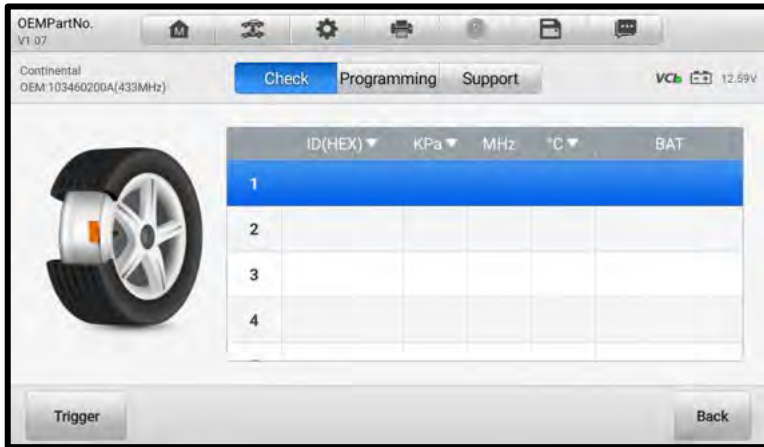 OEMPartNo.
V1.07
M
Continental
OEM:103460200A(433MHz)
Check Programming Support
VCI 12.59V
ID(HEX)▼ KPa▼ MHz °C▼ BAT
1
2
3
4
Trigger Back